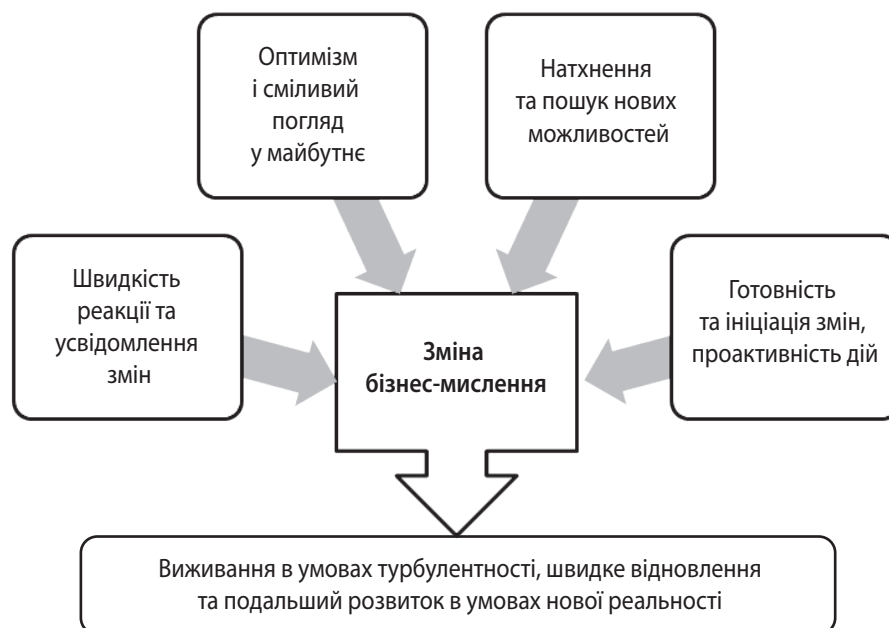 Оптимізм
і сміливий
погляд
у майбутнє
Натхнення
та пошук нових
можливостей
Швидкість
реакції та
усвідомлення
змін
Зміна
бізнес-мислення
Готовність
та ініціація змін,
проактивність дій
Виживання в умовах турбулентності, швидке відновлення
та подальший розвиток в умовах нової реальності